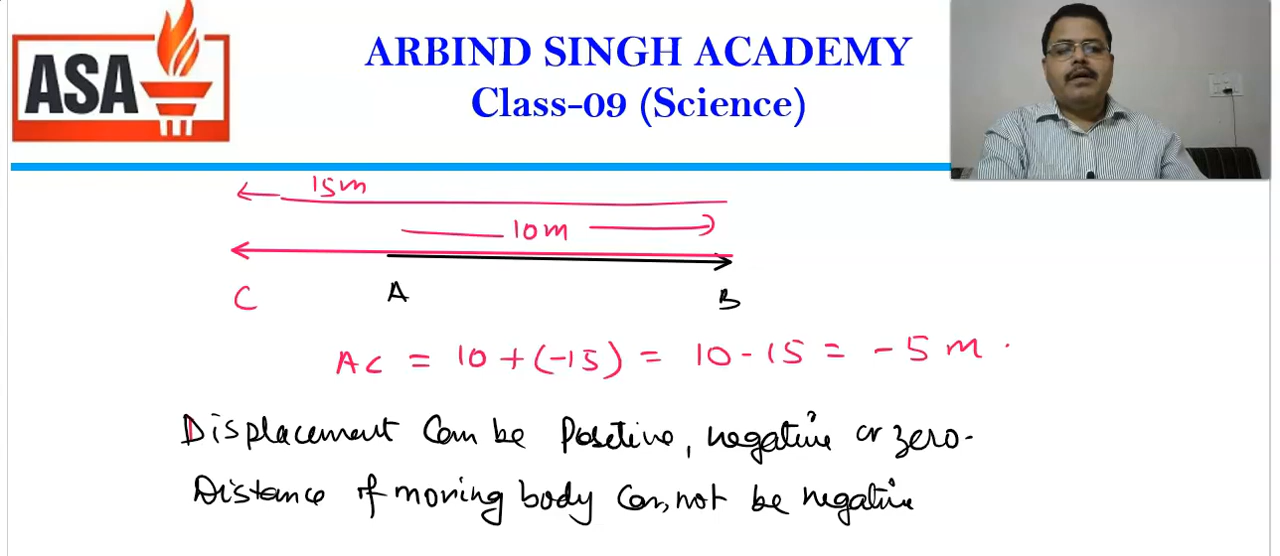 ASA
ARBIND SINGH ACADEMY
Class-09 (Science)
15m
10m
C A B
AC = 10 + (-15) = 10 - 15 = -5 m.
Displacement Can be Positive, negative or zero.
Distance of moving body can not be negative